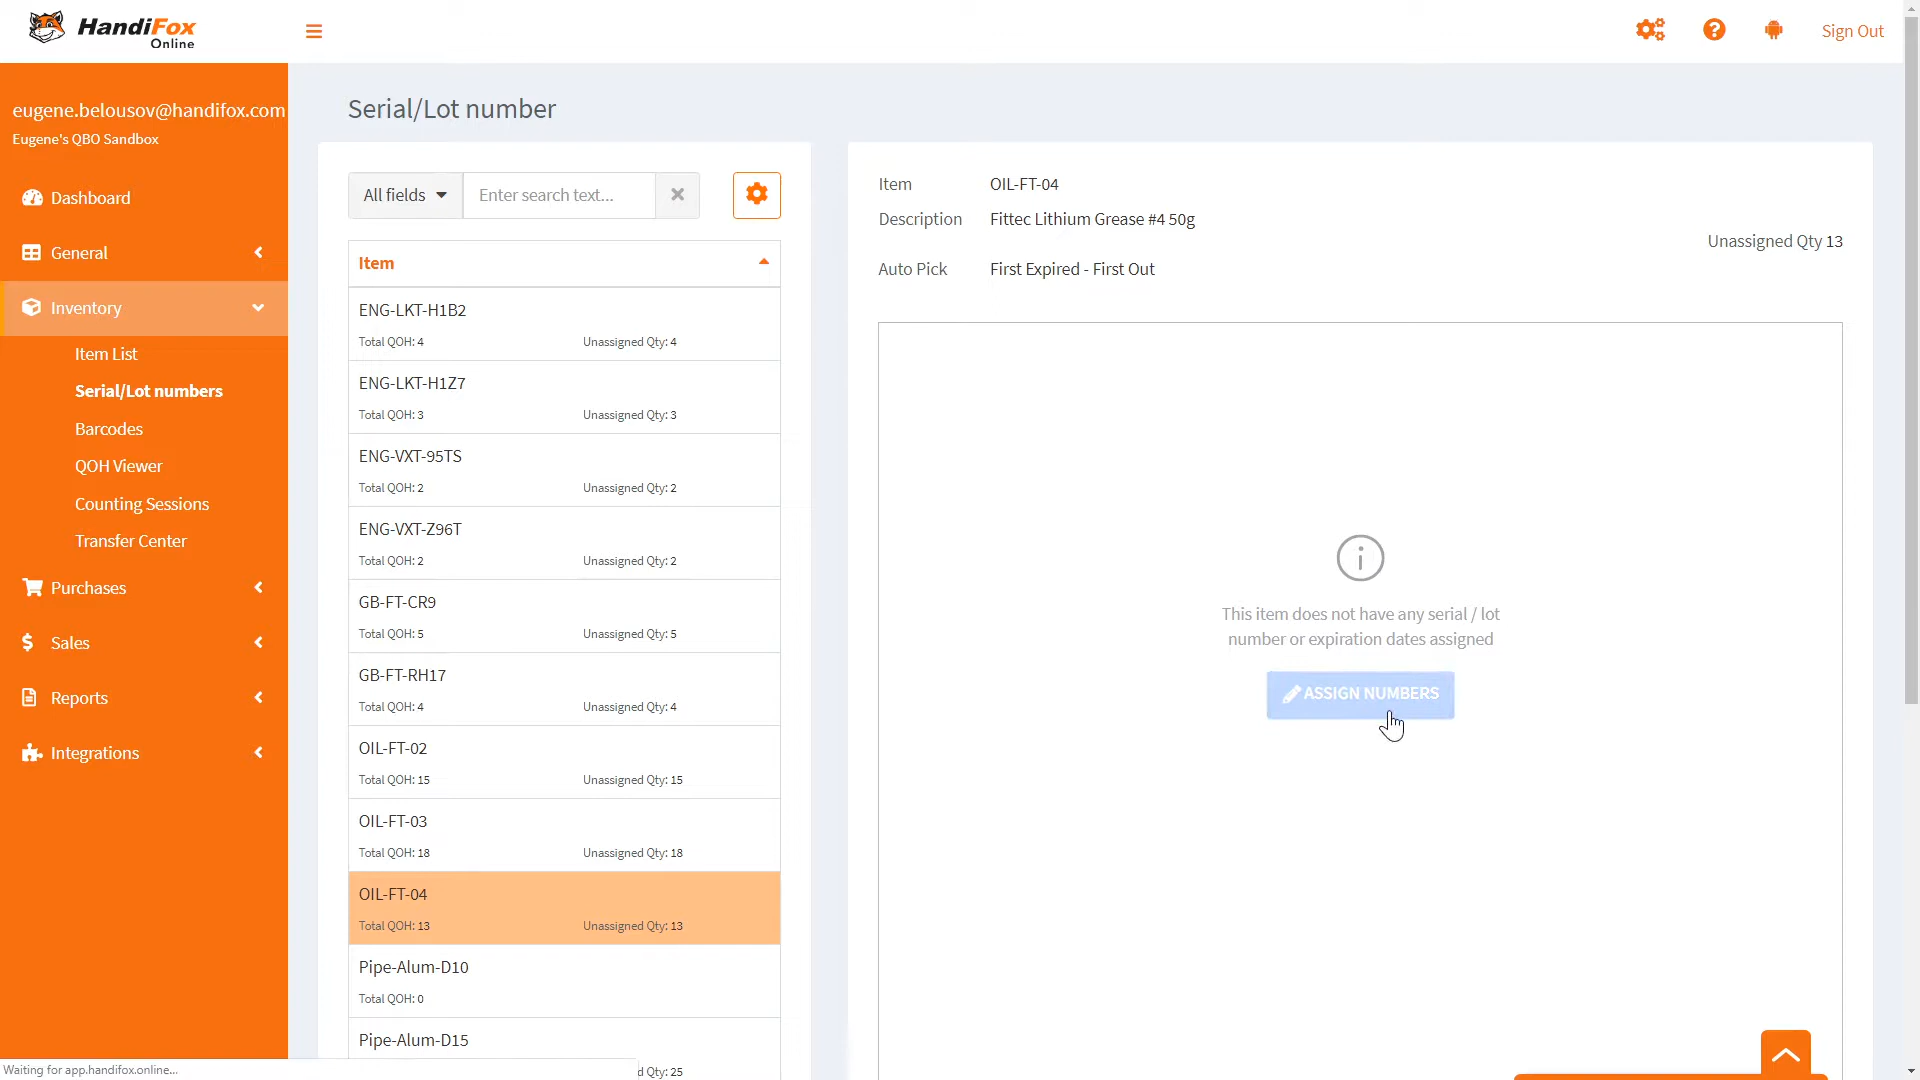 HandiFox
Online
Sign Out
eugene.belousov@handifox.com
Eugene's QBO Sandbox
Dashboard
General
Inventory
Item List
Serial/Lot numbers
Barcodes
QOH Viewer
Counting Sessions
Transfer Center
Purchases
Sales
Reports
Integrations
Waiting for app.handifox.online...
Serial/Lot number
All fields
Enter search text...
Item
ENG-LKT-H1B2
Total QOH: 4 Unassigned Qty: 4
ENG-LKT-H1Z7
Total QOH: 3 Unassigned Qty: 3
ENG-VXT-95TS
Total QOH: 2 Unassigned Qty: 2
ENG-VXT-Z96T
Total QOH: 2 Unassigned Qty: 2
GB-FT-CR9
Total QOH: 5 Unassigned Qty: 5
GB-FT-RH17
Total QOH: 4 Unassigned Qty: 4
OIL-FT-02
Total QOH: 15 Unassigned Qty: 15
OIL-FT-03
Total QOH: 18 Unassigned Qty: 18
OIL-FT-04
Total QOH: 13 Unassigned Qty: 13
Pipe-Alum-D10
Total QOH: 0
Pipe-Alum-D15
d Qty: 25
Item OIL-FT-04
Description Fittec Lithium Grease #4 50g
Unassigned Qty 13
Auto Pick First Expired - First Out
This item does not have any serial / lot
number or expiration dates assigned
ASSIGN NUMBERS